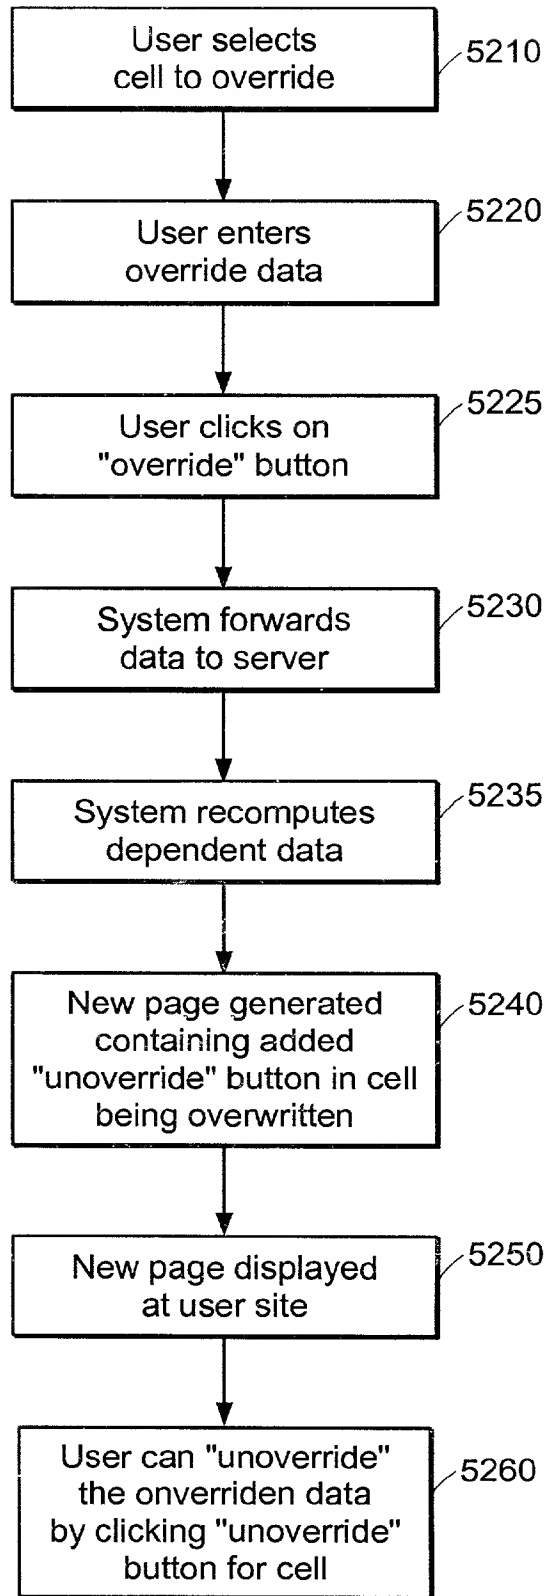 User selects
cell to override
5210
User enters
override data
5220
User clicks on
"override" button
5225
System forwards
data to server
5230
System recomputes
dependent data
5235
New page generated
containing added
"unoverride" button in cell
being overwritten
5240
New page displayed
at user site
5250
User can "unoverride"
the onverriden data
by clicking "unoverride"
button for cell
5260